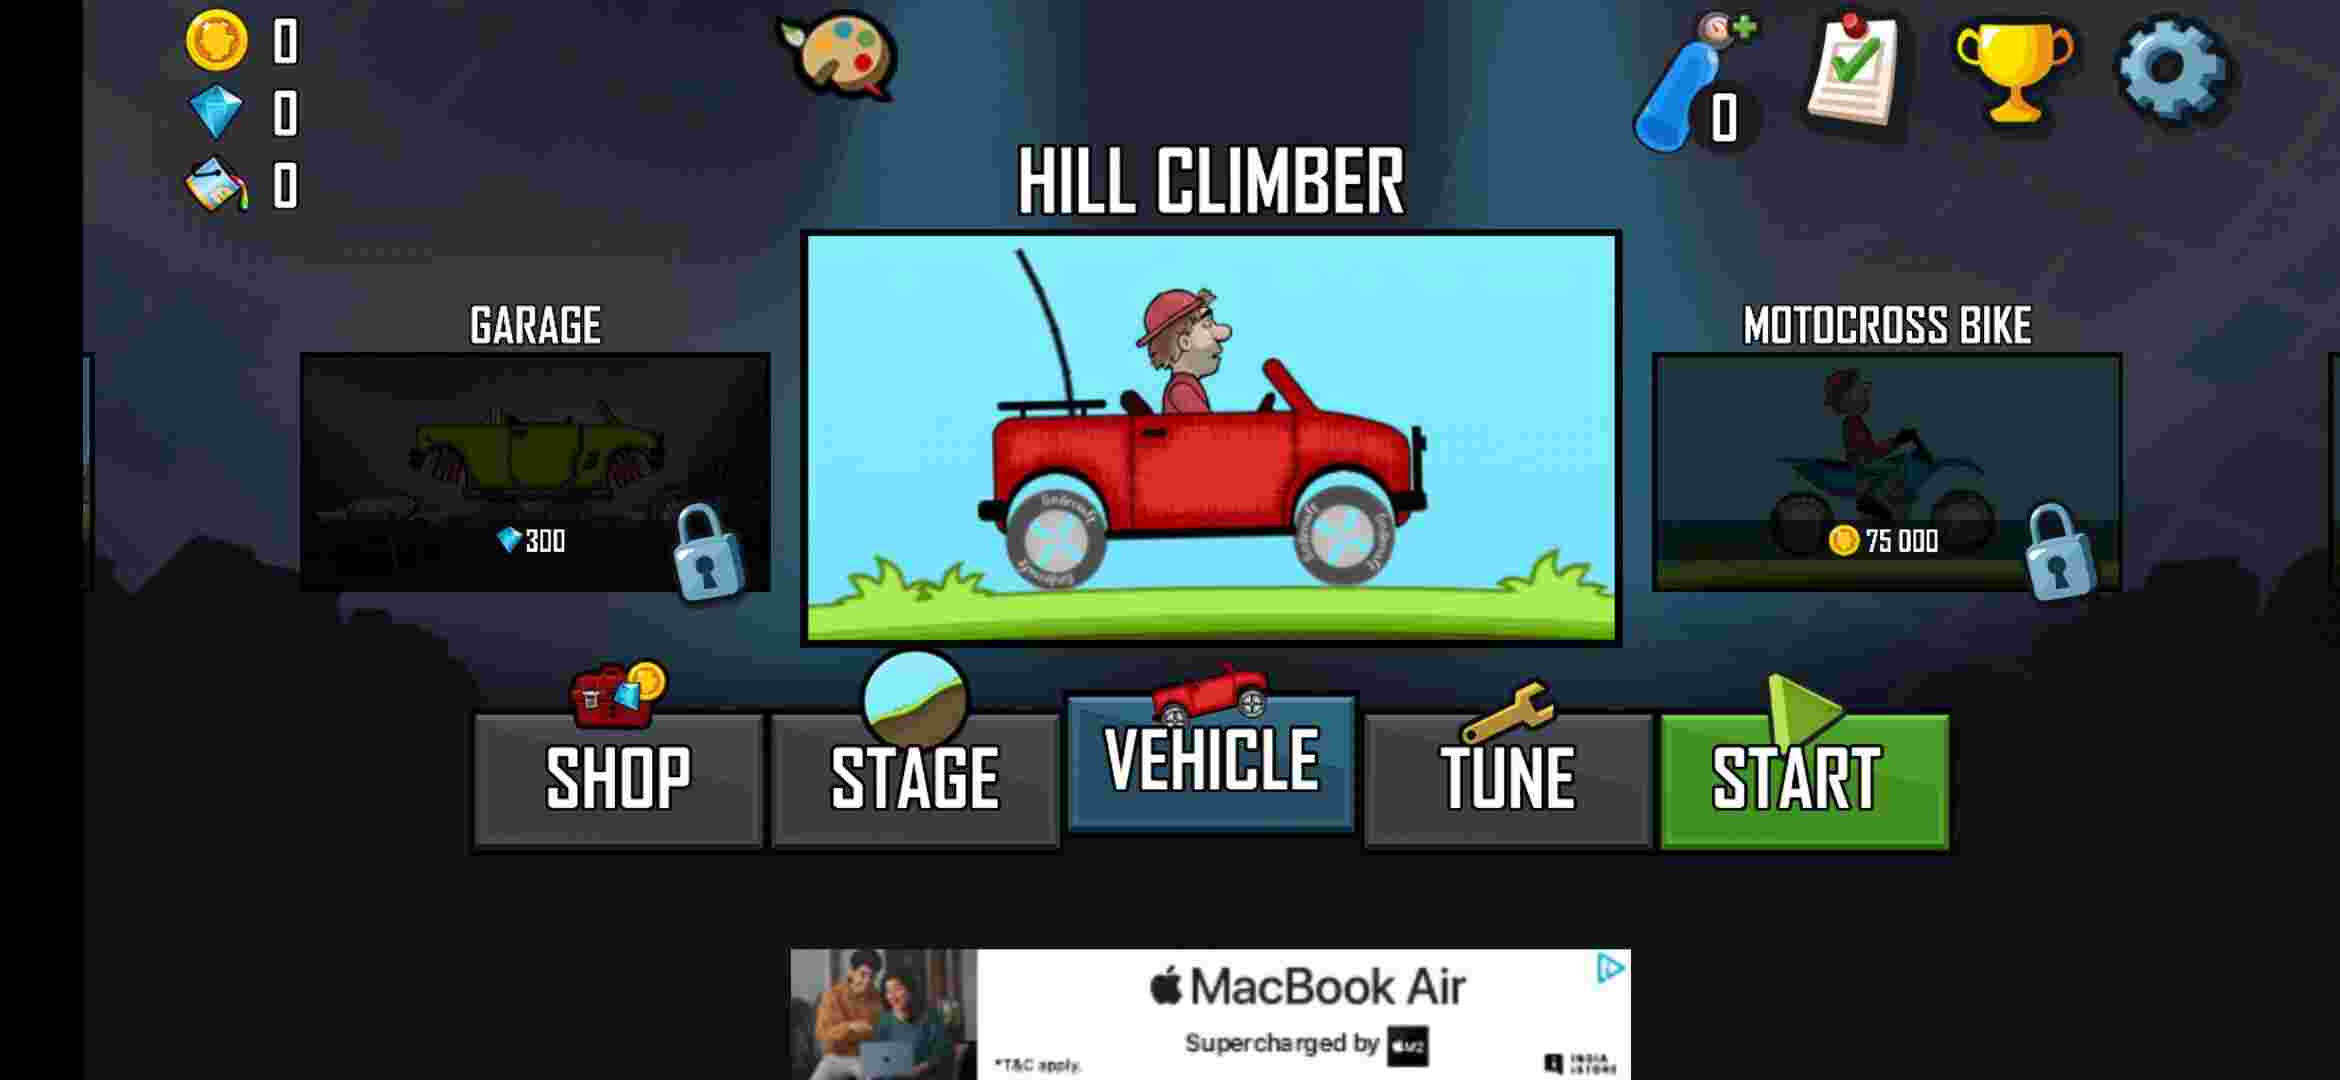 0
0
0
0
HILL CLIMBER
GARAGE
300
MOTOCROSS BIKE
75 000
SHOP
STAGE
VEHICLE
TUNE
START
MacBook Air
Supercharged by M2
*T&C apply.
INDIA
iSTORE